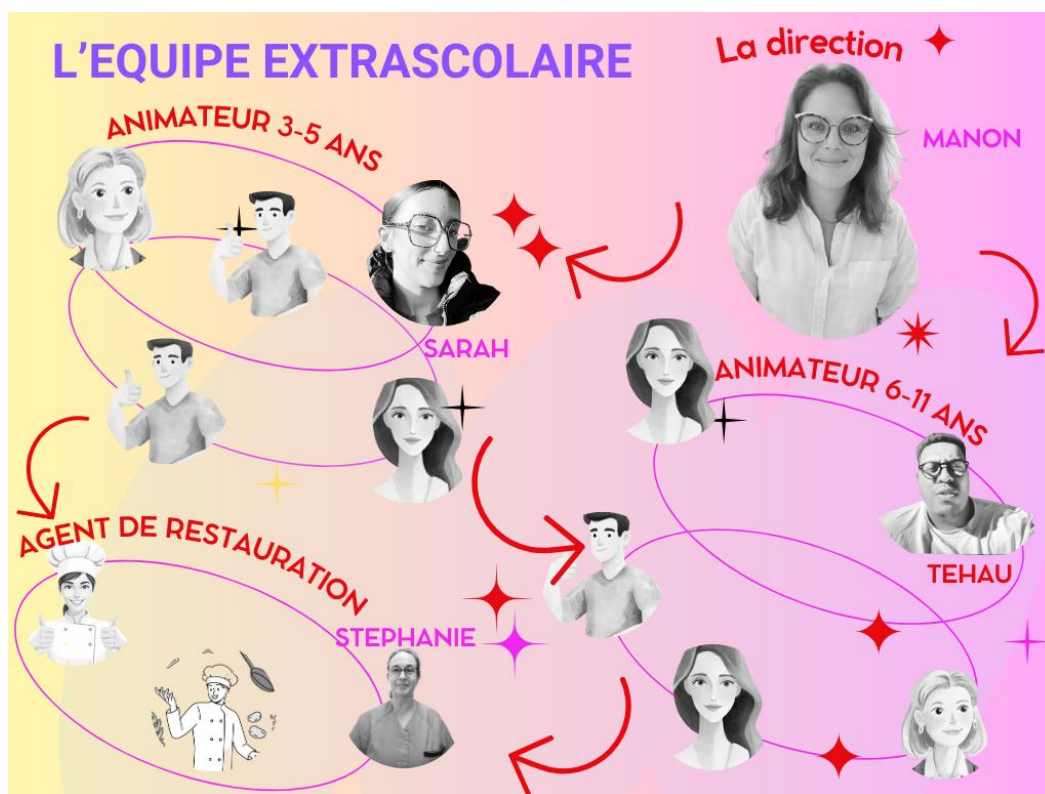 L'EQUIPE EXTRASCOLAIRE
La direction
MANON
ANIMATEUR 3-5 ANS
SARAH
ANIMATEUR 6-11 ANS
TEHAU
AGENT DE RESTAURATION
STEPHANIE